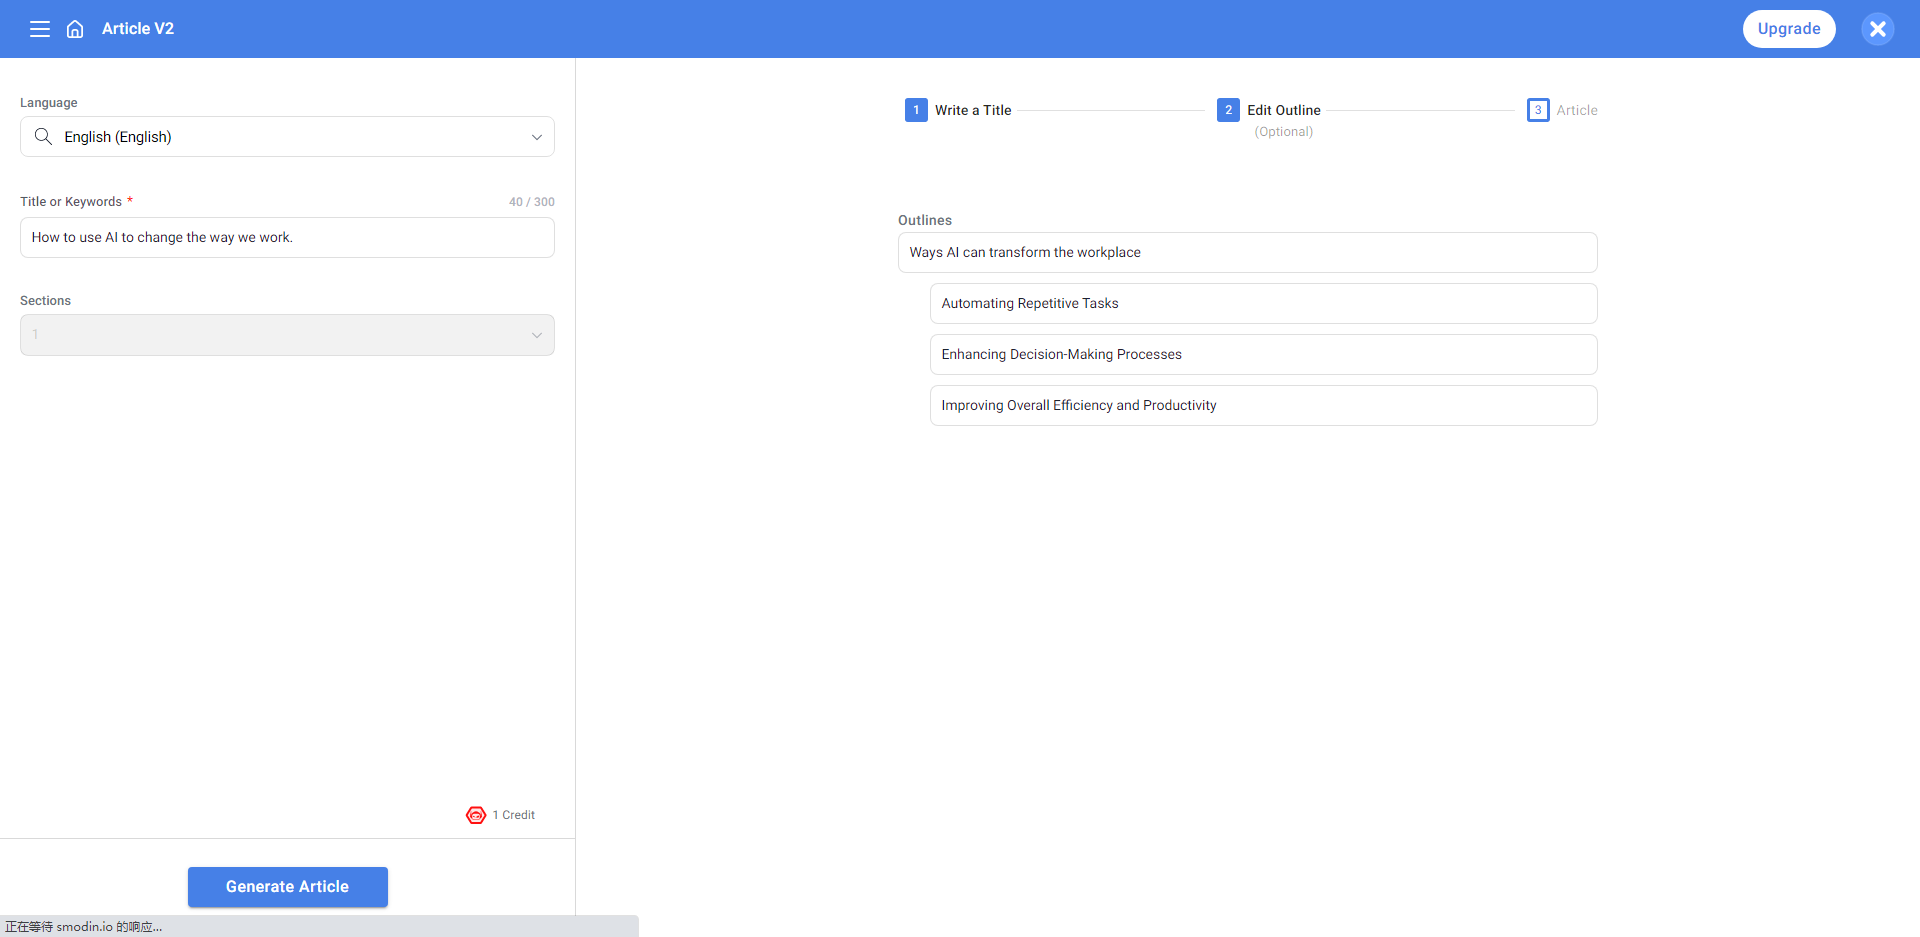 Article V2
Upgrade
Language
English (English)
Title or Keywords *
40 / 300
How to use AI to change the way we work.
Sections
1
1 Credit
Generate Article
正在等待 smodin.io 的响应...
1 Write a Title
2 Edit Outline
(Optional)
3 Article
Outlines
Ways AI can transform the workplace
Automating Repetitive Tasks
Enhancing Decision-Making Processes
Improving Overall Efficiency and Productivity